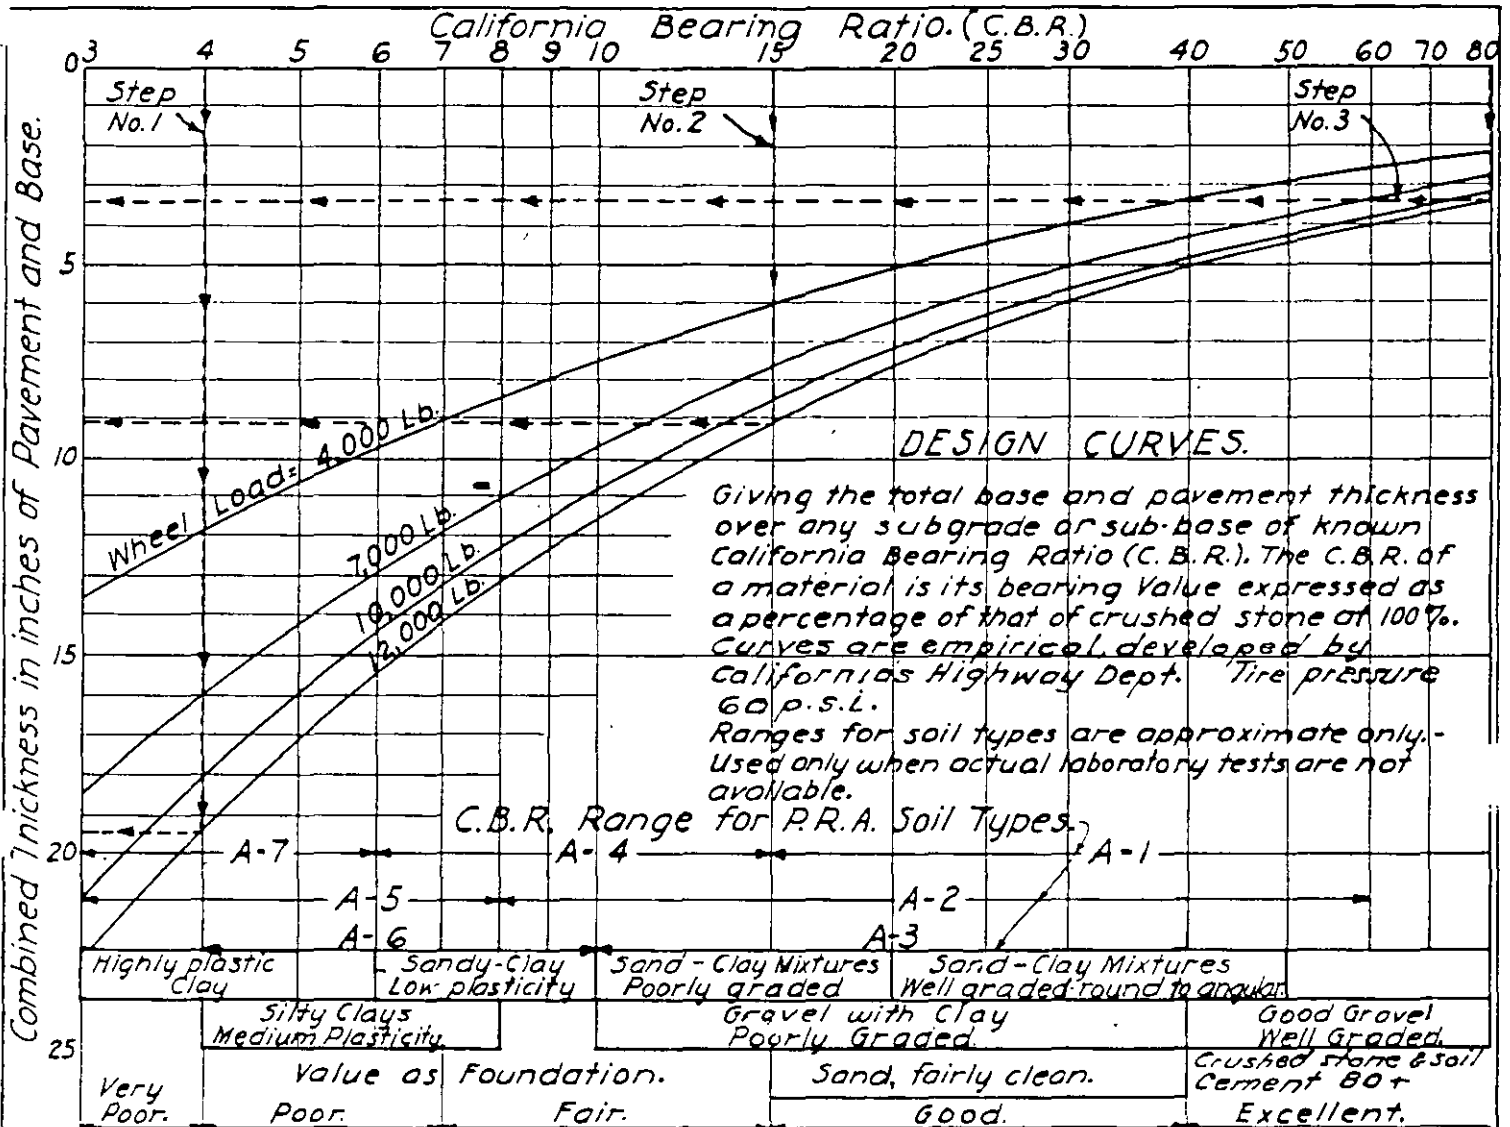 California Bearing Ratio. (C.B.R.)
3 4 5 6 7 8 9 10 15 20 25 30 40 50 60 70 80
Combined Thickness in inches of Pavement and Base.
0
5
10
15
20
25
Step
No.1
Step
No.2
Step
No.3
Wheel Load= 4,000 Lb.
7,000 Lb.
10,000 Lb.
12,000 Lb.
DESIGN CURVES.
Giving the total base and pavement thickness
over any subgrade or sub-base of known
California Bearing Ratio (C.B.R.). The C.B.R. of
a material is its bearing Value expressed as
a percentage of that of crushed stone at 100%.
Curves are empirical, developed by
California's Highway Dept. Tire pressure
60 p.s.i.
Ranges for soil types are approximate only.-
Used only when actual laboratory tests are not
available.
C.B.R. Range for P.R.A. Soil Types.
A-7 A-4 A-1
A-5 A-2
A-6 A-3
Highly plastic
Clay
Sandy-Clay
Low plasticity
Sand-Clay Mixtures
Poorly graded
Sand-Clay Mixtures
Well graded round to angular
Silty Clays
Medium Plasticity.
Gravel with Clay
Poorly Graded.
Good Gravel
Well Graded.
Value as Foundation.
Sand, fairly clean.
Crushed stone & soil
Cement 80+
Very
Poor.
Poor.
Fair.
Good.
Excellent.